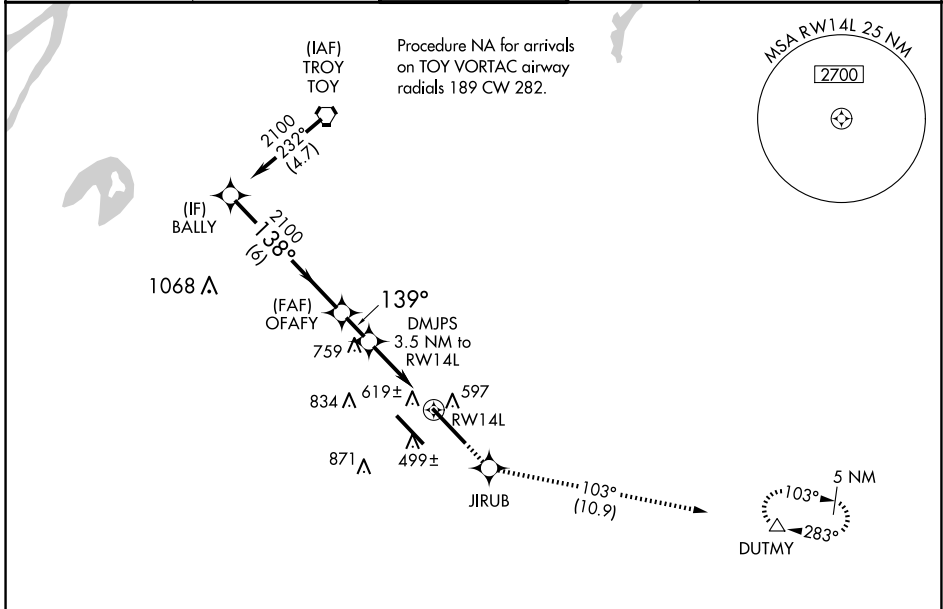 (IAF)
TROY
TOY
Procedure NA for arrivals
on TOY VORTAC airway
radials 189 CW 282.
MSA RW14L 25 NM
2700
2100
232°
(4.7)
(IF)
BALLY
2100
138°
(6)
1068
(FAF)
OFAFY
139°
DMJPS
3.5 NM to
RW14L
759
834
619±
597
RW14L
871
499±
JIRUB
103°
(10.9)
5 NM
103°
283°
DUTMY